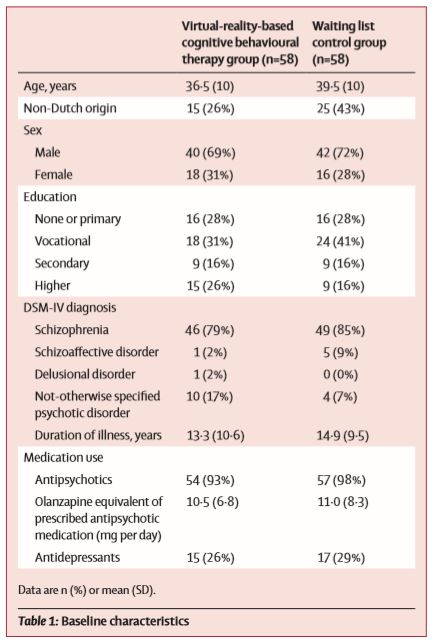 Virtual-reality-based cognitive behavioural therapy group (n=58) Waiting list control group (n=58)
Age, years 36·5 (10) 39·5 (10)
Non-Dutch origin 15 (26%) 25 (43%)
Sex
Male 40 (69%) 42 (72%)
Female 18 (31%) 16 (28%)
Education
None or primary 16 (28%) 16 (28%)
Vocational 18 (31%) 24 (41%)
Secondary 9 (16%) 9 (16%)
Higher 15 (26%) 9 (16%)
DSM-IV diagnosis
Schizophrenia 46 (79%) 49 (85%)
Schizoaffective disorder 1 (2%) 5 (9%)
Delusional disorder 1 (2%) 0 (0%)
Not-otherwise specified 10 (17%) 4 (7%)
psychotic disorder
Duration of illness, years 13·3 (10·6) 14·9 (9·5)
Medication use
Antipsychotics 54 (93%) 57 (98%)
Olanzapine equivalent of 10·5 (6·8) 11·0 (8·3)
prescribed antipsychotic
medication (mg per day)
Antidepressants 15 (26%) 17 (29%)
Data are n (%) or mean (SD).
Table 1: Baseline characteristics